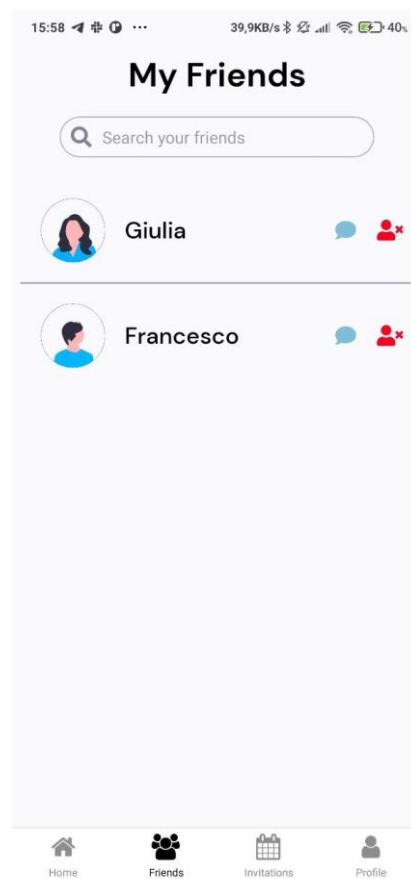 15:58 ... 39,9KB/s 40%
My Friends
Search your friends
Giulia
Francesco
Home Friends Invitations Profile